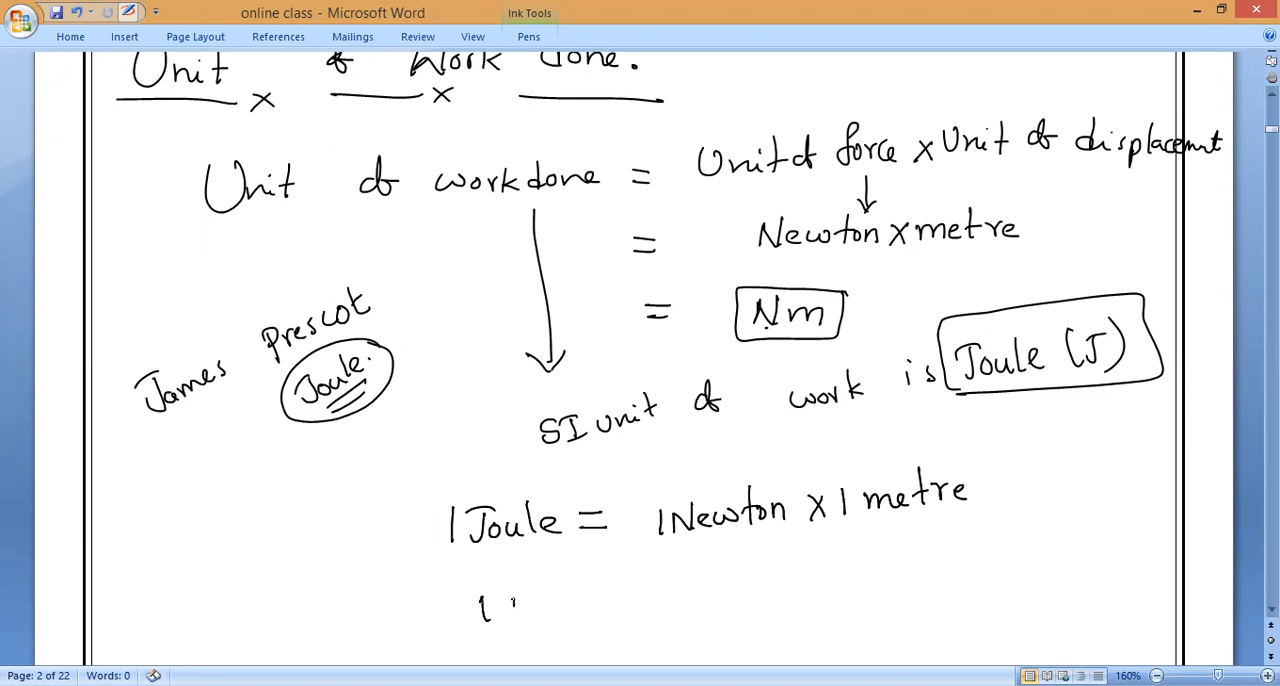 online class - Microsoft Word
Ink Tools
Home Insert Page Layout References Mailings Review View Pens
Unit of Work done.
Unit of workdone = Unit of force x Unit of displacement
= Newton x metre
= Nm
James Prescot
Joule.
SI unit of work is Joule (J)
1 Joule = 1 Newton x 1 metre
1
Page: 2 of 22 Words: 0 160%